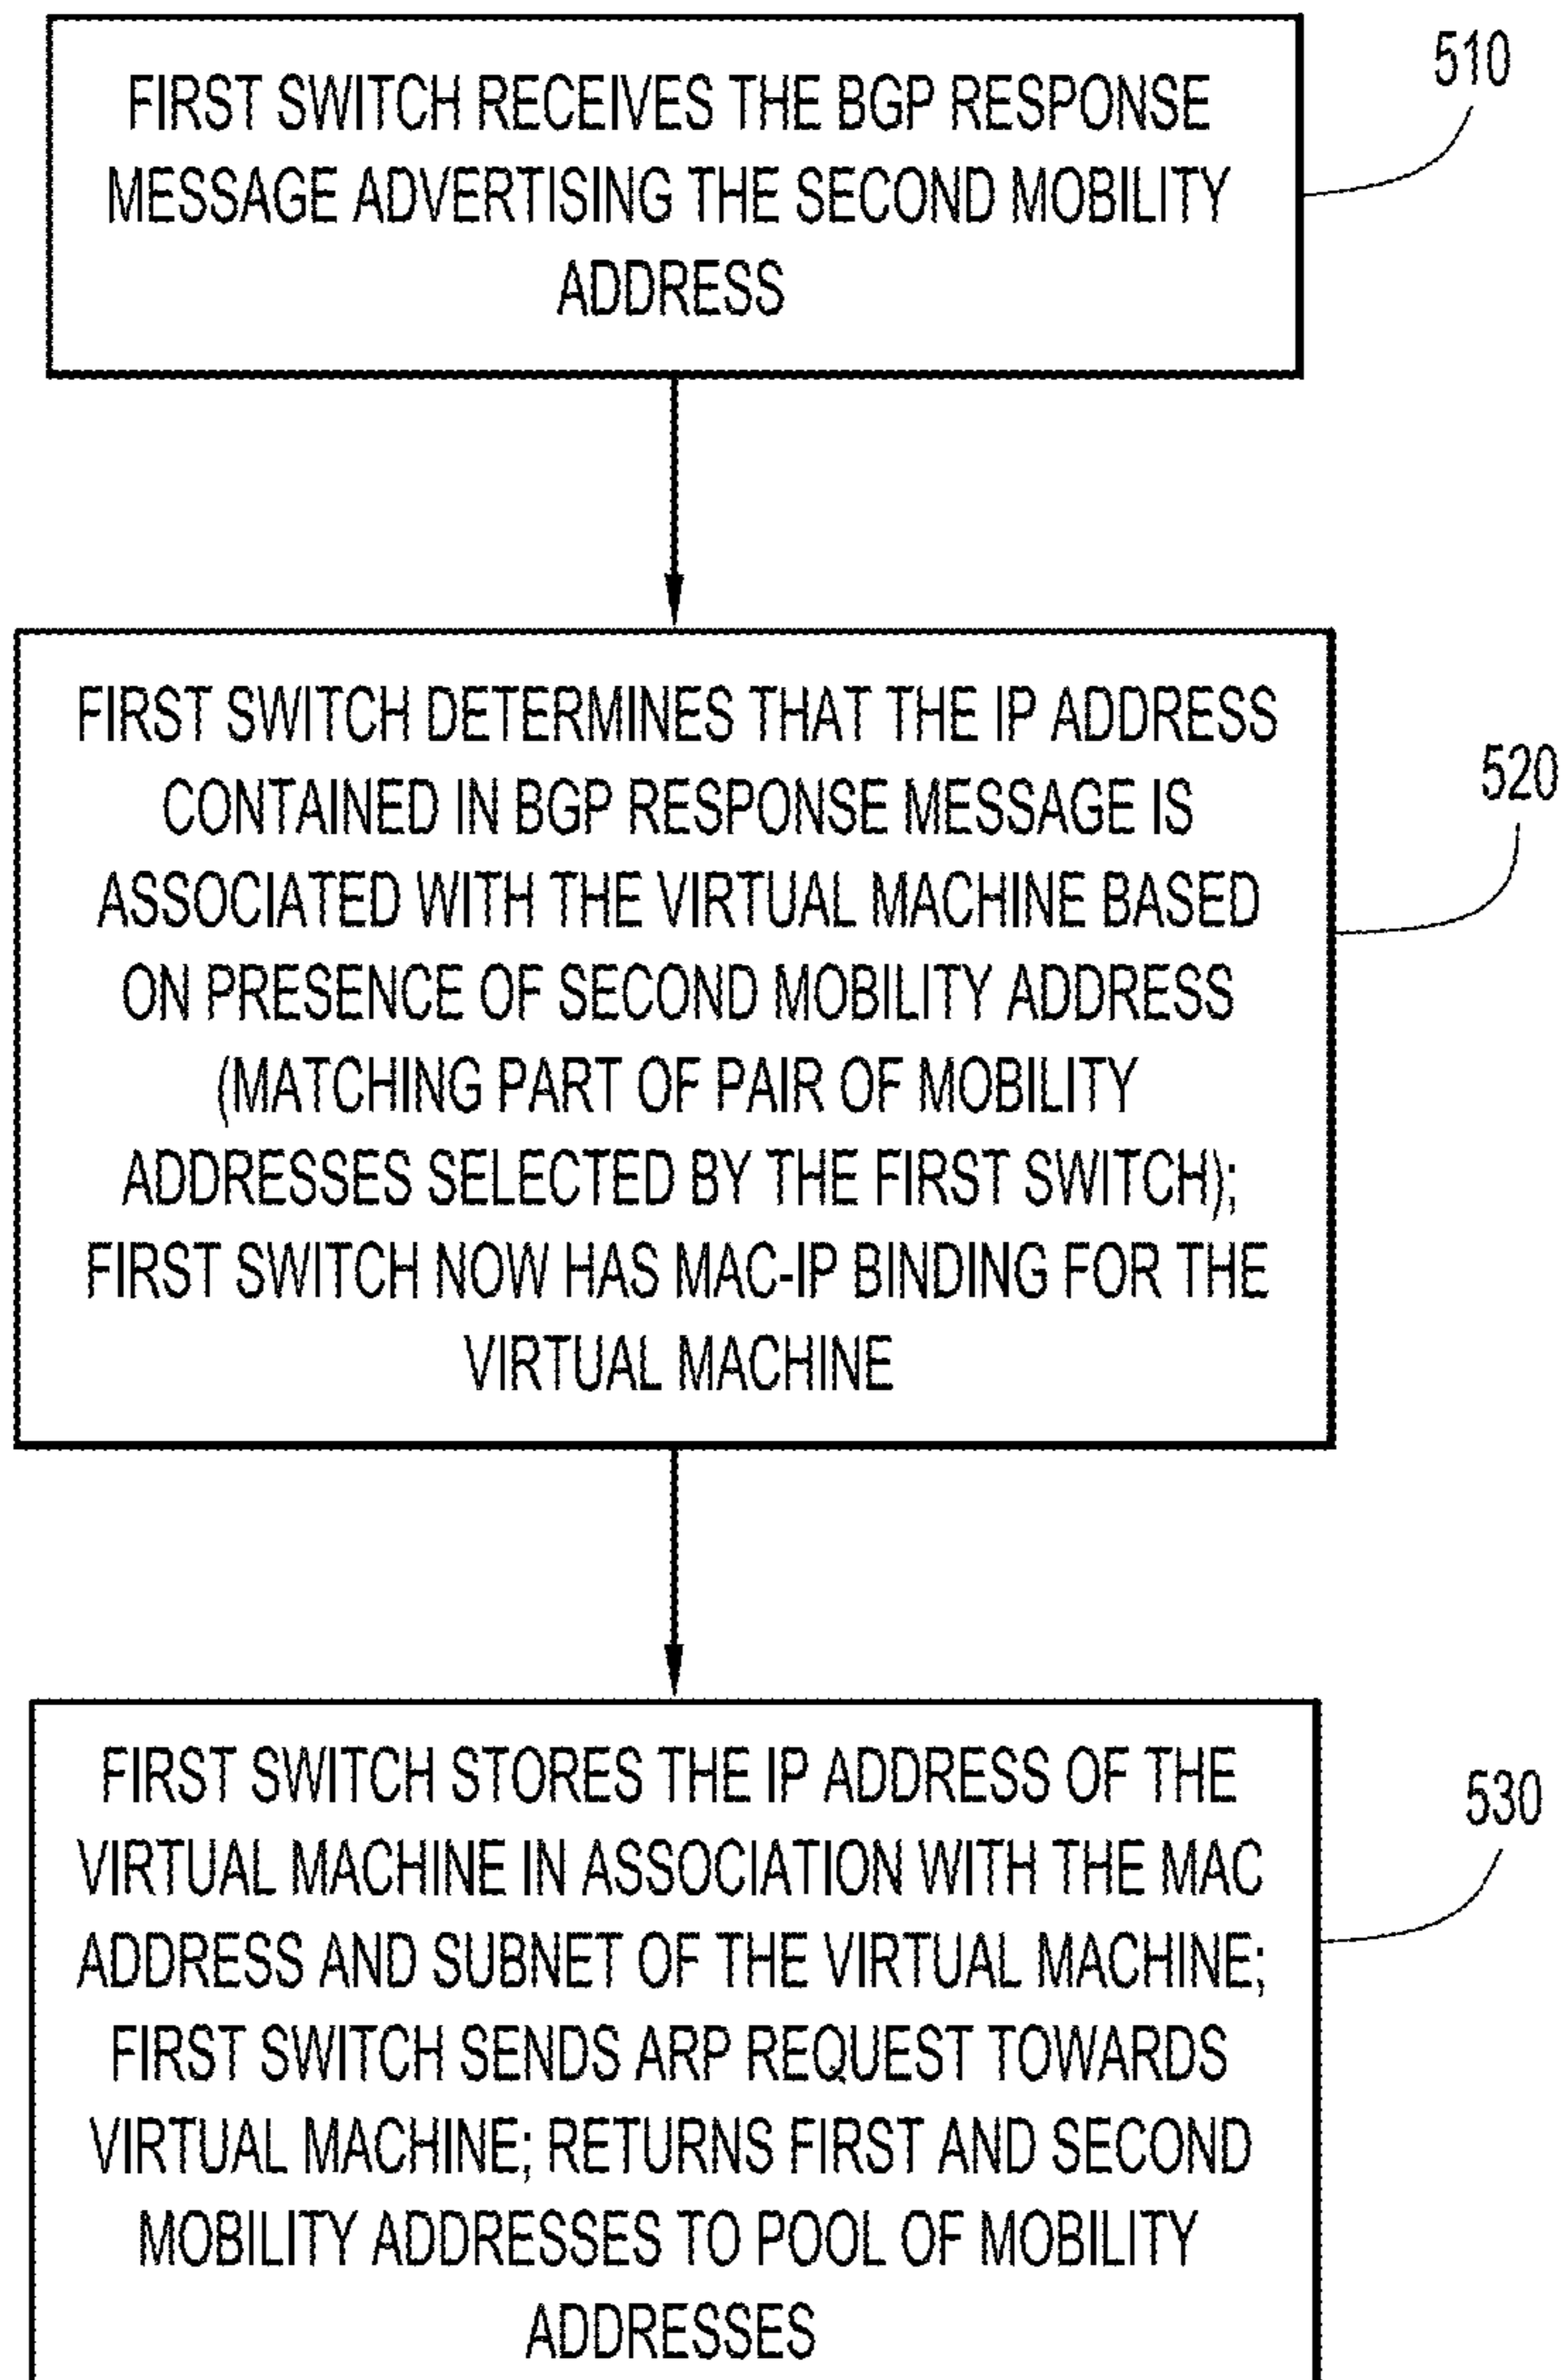 FIRST SWITCH RECEIVES THE BGP RESPONSE
MESSAGE ADVERTISING THE SECOND MOBILITY
ADDRESS
510
FIRST SWITCH DETERMINES THAT THE IP ADDRESS
CONTAINED IN BGP RESPONSE MESSAGE IS
ASSOCIATED WITH THE VIRTUAL MACHINE BASED
ON PRESENCE OF SECOND MOBILITY ADDRESS
(MATCHING PART OF PAIR OF MOBILITY
ADDRESSES SELECTED BY THE FIRST SWITCH);
FIRST SWITCH NOW HAS MAC-IP BINDING FOR THE
VIRTUAL MACHINE
520
FIRST SWITCH STORES THE IP ADDRESS OF THE
VIRTUAL MACHINE IN ASSOCIATION WITH THE MAC
ADDRESS AND SUBNET OF THE VIRTUAL MACHINE;
FIRST SWITCH SENDS ARP REQUEST TOWARDS
VIRTUAL MACHINE; RETURNS FIRST AND SECOND
MOBILITY ADDRESSES TO POOL OF MOBILITY
ADDRESSES
530